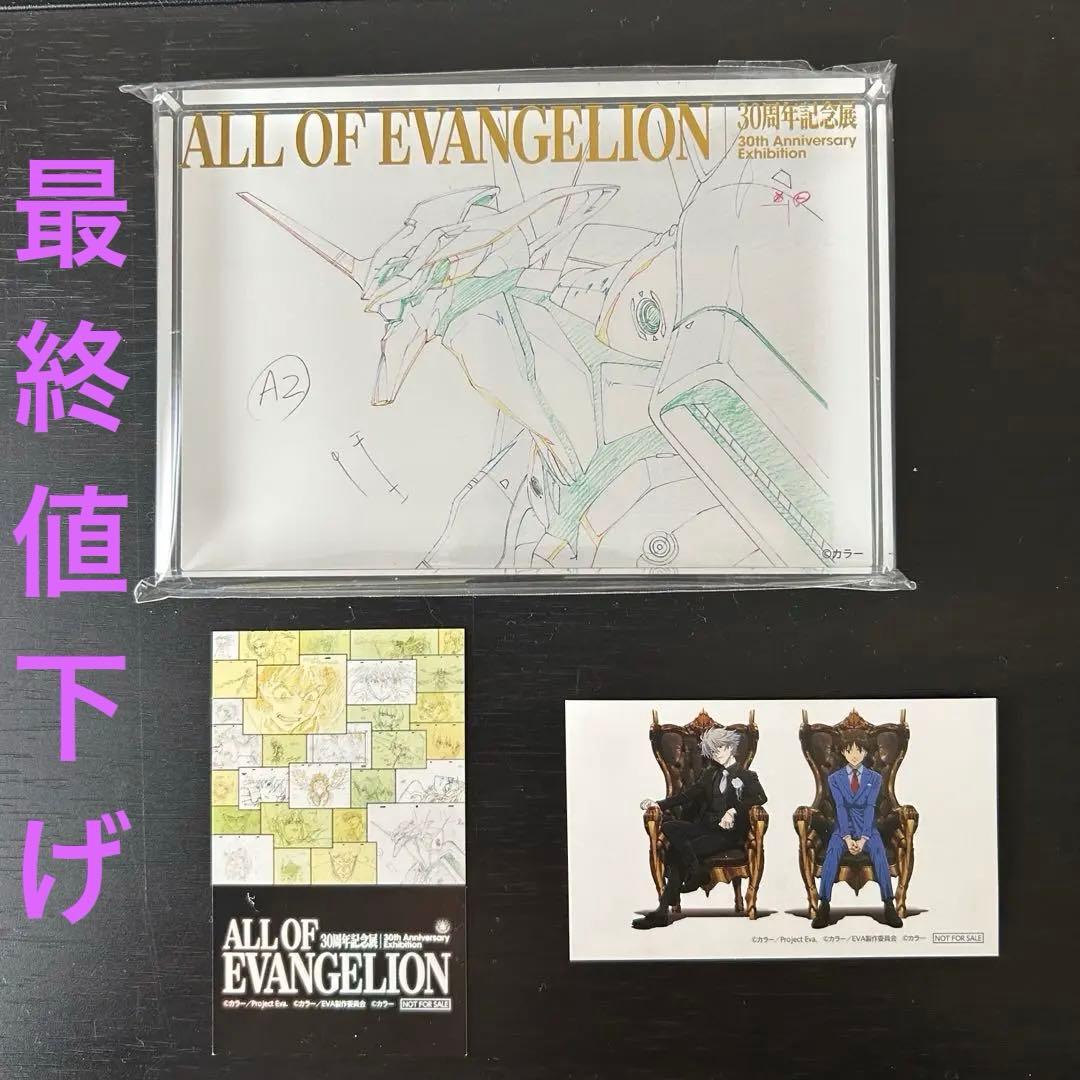 最終値下げ
ALL OF EVANGELION
30周年記念展
30th Anniversary
Exhibition
A2
©カラー
ALL OF
30周年記念展
30th Anniversary
Exhibition
EVANGELION
©カラー／Project Eva. ©カラー／EVA製作委員会 ©カラー NOT FOR SALE
©カラー／Project Eva. ©カラー／EVA製作委員会 ©カラー NOT FOR SALE